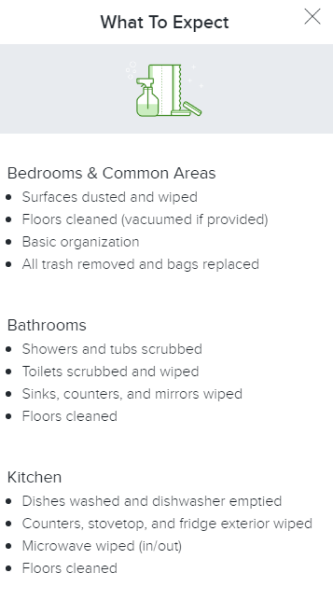 What To Expect
Bedrooms & Common Areas
Surfaces dusted and wiped
Floors cleaned (vacuumed if provided)
Basic organization
All trash removed and bags replaced
Bathrooms
Showers and tubs scrubbed
Toilets scrubbed and wiped
Sinks, counters, and mirrors wiped
Floors cleaned
Kitchen
Dishes washed and dishwasher emptied
Counters, stovetop, and fridge exterior wiped
Microwave wiped (in/out)
Floors cleaned